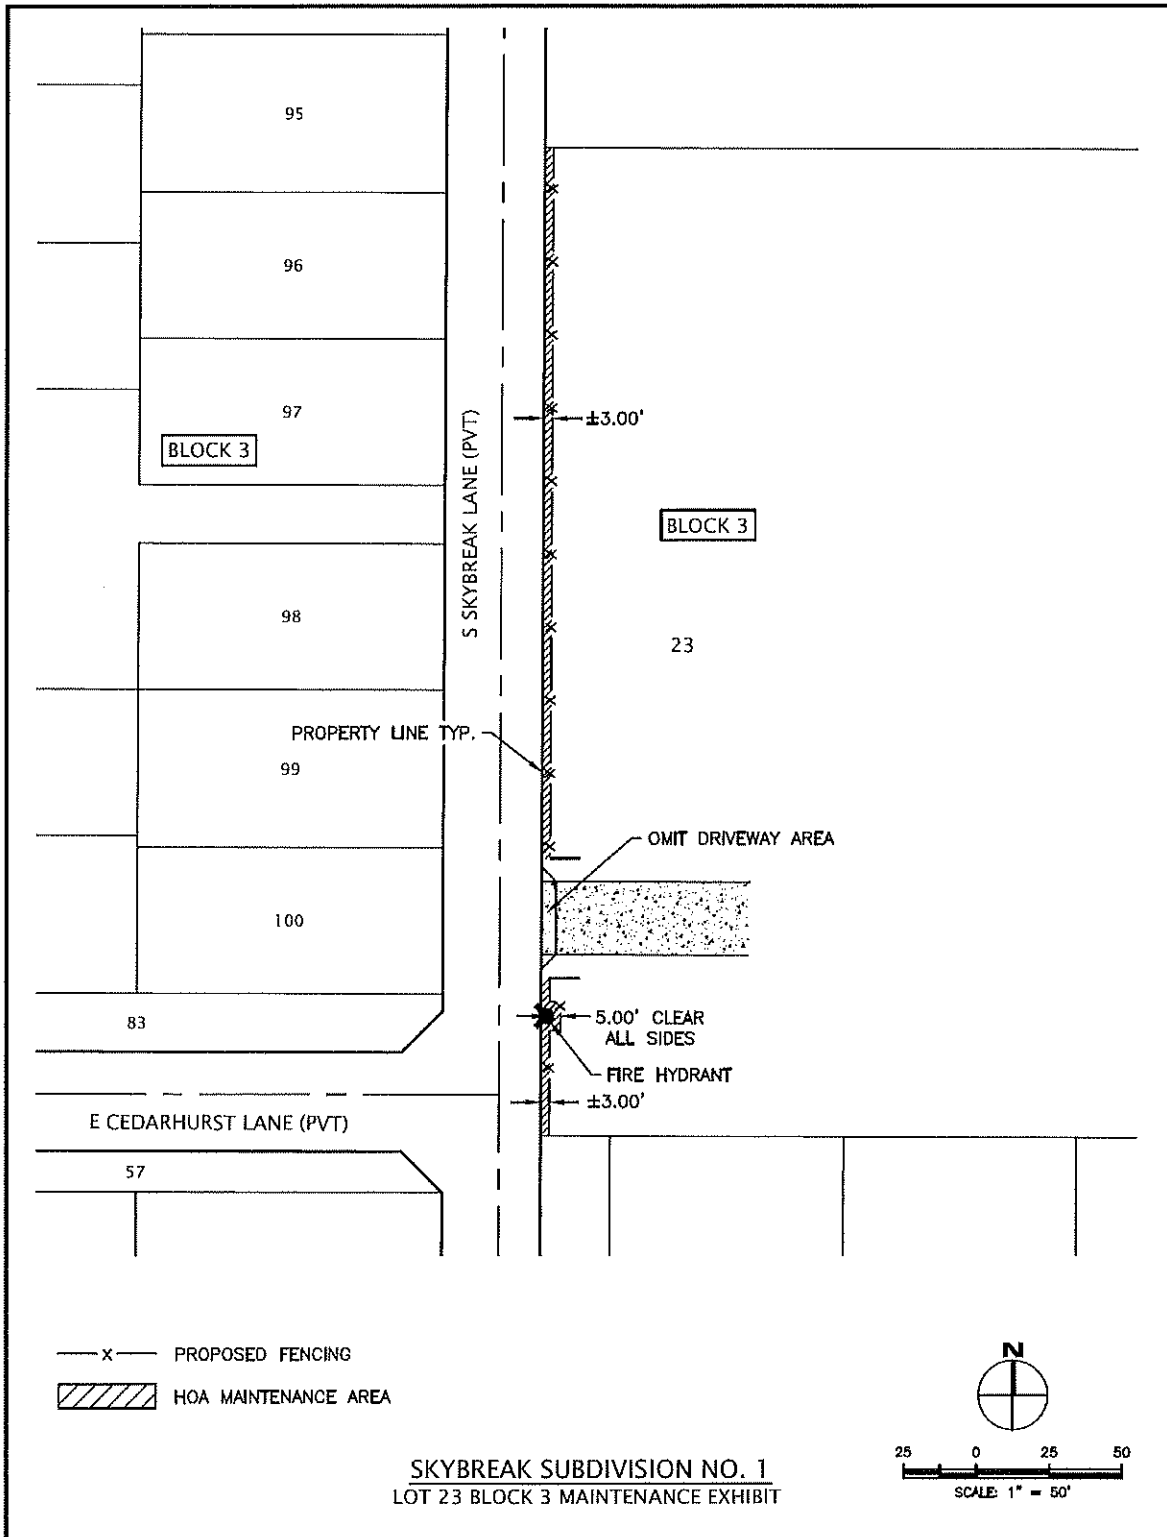 95
96
97
BLOCK 3
S SKYBREAK LANE (PVT)
±3.00'
BLOCK 3
98
23
PROPERTY LINE TYP.
99
OMIT DRIVEWAY AREA
100
83
5.00' CLEAR
ALL SIDES
FIRE HYDRANT
±3.00'
E CEDARHURST LANE (PVT)
57
X PROPOSED FENCING
HOA MAINTENANCE AREA
N
25 0 25 50
SCALE: 1" = 50'
SKYBREAK SUBDIVISION NO. 1
LOT 23 BLOCK 3 MAINTENANCE EXHIBIT